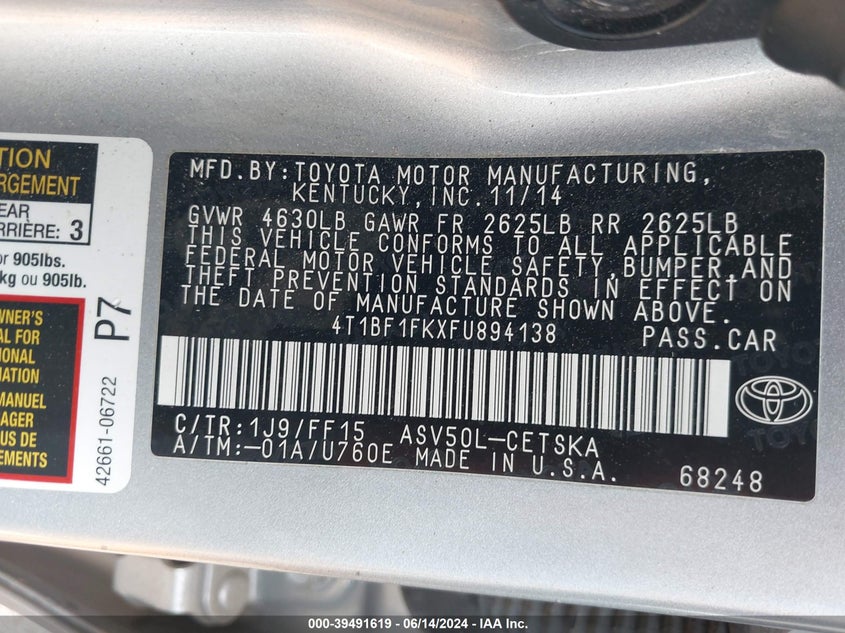 TION
RGEMENT
EAR
RRIÈRE: 3
or 905lbs.
kg ou 905lb.
WNER'S
AL FOR
IONAL
MATION
MANUEL
AGER
US DE
EMENTS
P7
42661-06722
MFD.BY:TOYOTA MOTOR MANUFACTURING,
KENTUCKY,INC.11/14
GVWR 4630LB GAWR FR 2625LB RR 2625LB
THIS VEHICLE CONFORMS TO ALL APPLICABLE
FEDERAL MOTOR VEHICLE SAFETY,BUMPER,AND
THEFT PREVENTION STANDARDS IN EFFECT ON
THE DATE OF MANUFACTURE SHOWN ABOVE.
4T1BF1FKXFU894138 PASS.CAR
C/TR:1J9/FF15 ASV50L-CETSKA
A/TM:-01A/U760E MADE IN U.S.A.
68248
TOYOTA
000-39491619 - 06/14/2024 - IAA Inc.